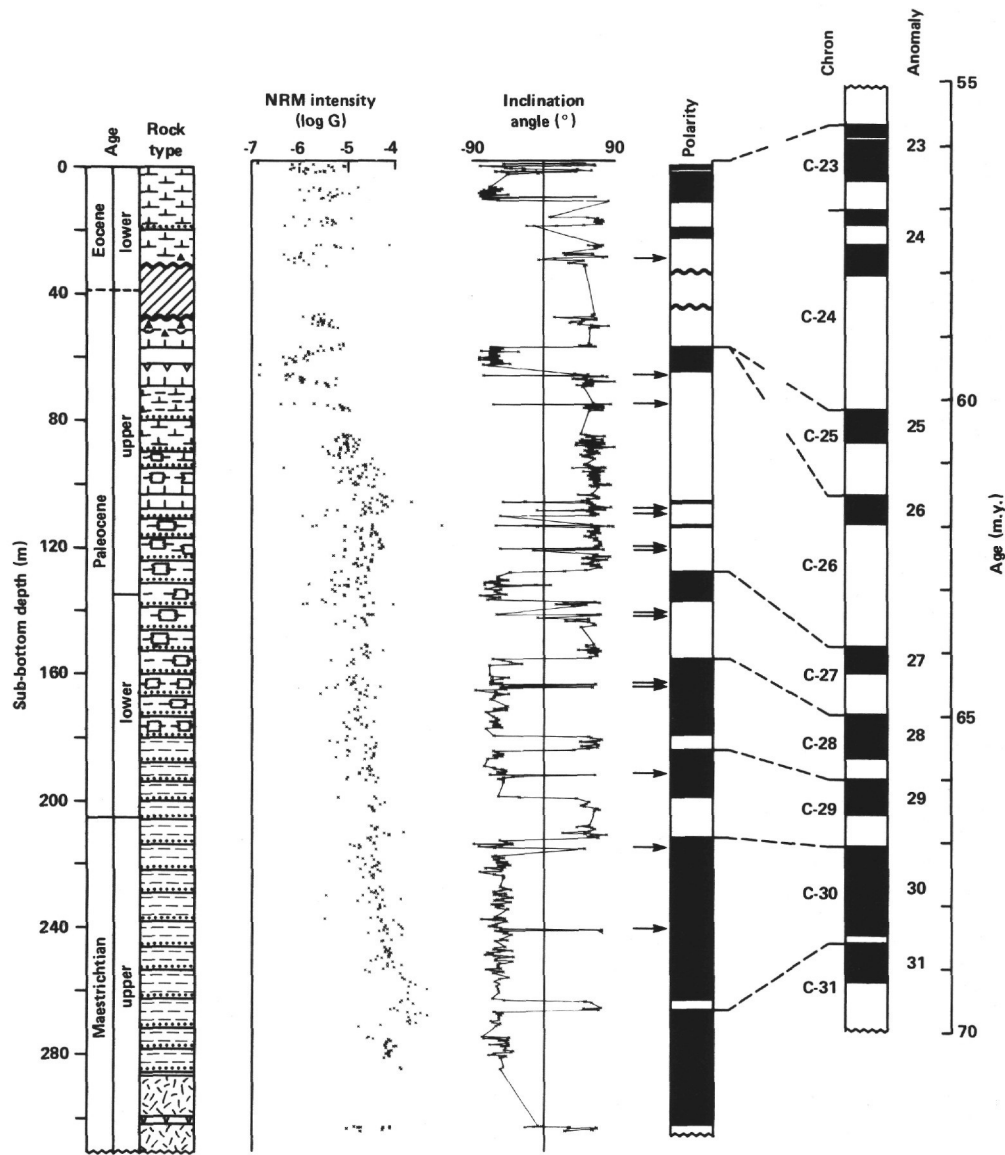 Age
Rock
type
NRM intensity
(log G)
-7
-6
-5
-4
Inclination
angle (°)
-90
90
Polarity
Chron
Anomaly
Age (m.y.)
55
60
65
70
Sub-bottom depth (m)
0
40
80
120
160
200
240
280
Eocene
lower
Paleocene
upper
lower
Maestrichtian
upper
C-23
C-24
C-25
C-26
C-27
C-28
C-29
C-30
C-31
23
24
25
26
27
28
29
30
31